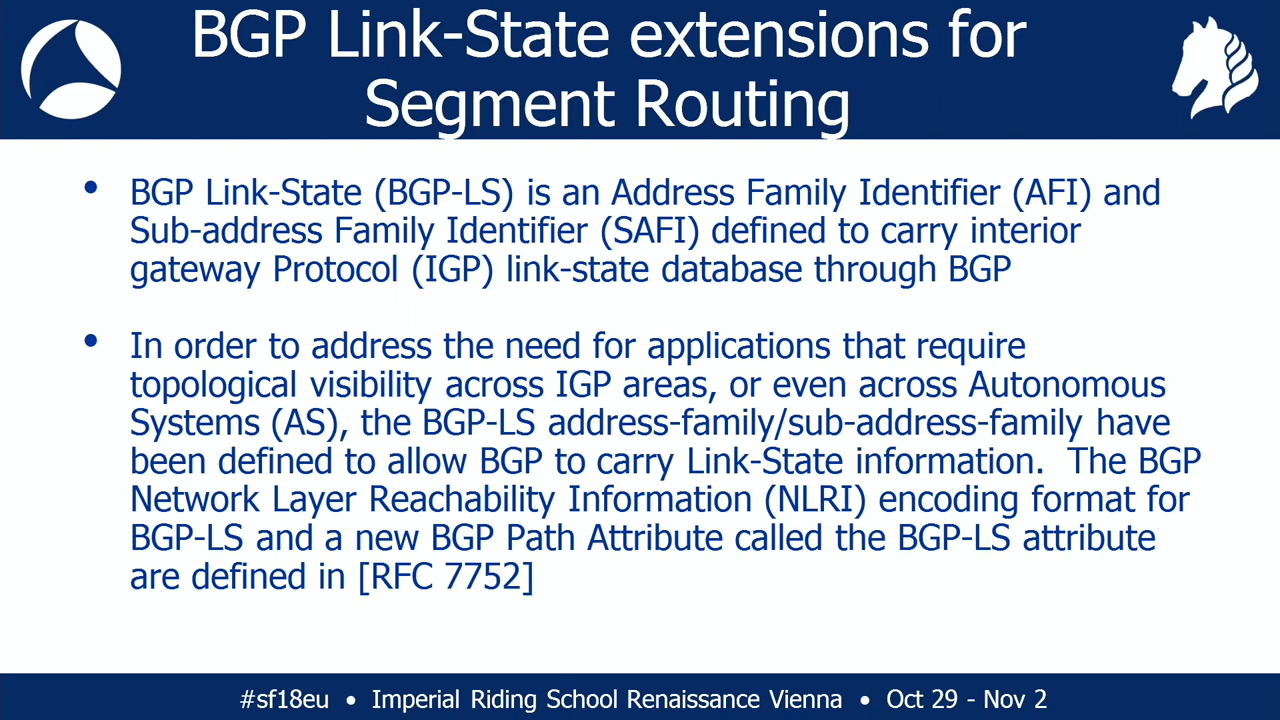 BGP Link-State extensions for
Segment Routing
• BGP Link-State (BGP-LS) is an Address Family Identifier (AFI) and
Sub-address Family Identifier (SAFI) defined to carry interior
gateway Protocol (IGP) link-state database through BGP
• In order to address the need for applications that require
topological visibility across IGP areas, or even across Autonomous
Systems (AS), the BGP-LS address-family/sub-address-family have
been defined to allow BGP to carry Link-State information.  The BGP
Network Layer Reachability Information (NLRI) encoding format for
BGP-LS and a new BGP Path Attribute called the BGP-LS attribute
are defined in [RFC 7752]
#sf18eu • Imperial Riding School Renaissance Vienna • Oct 29 - Nov 2